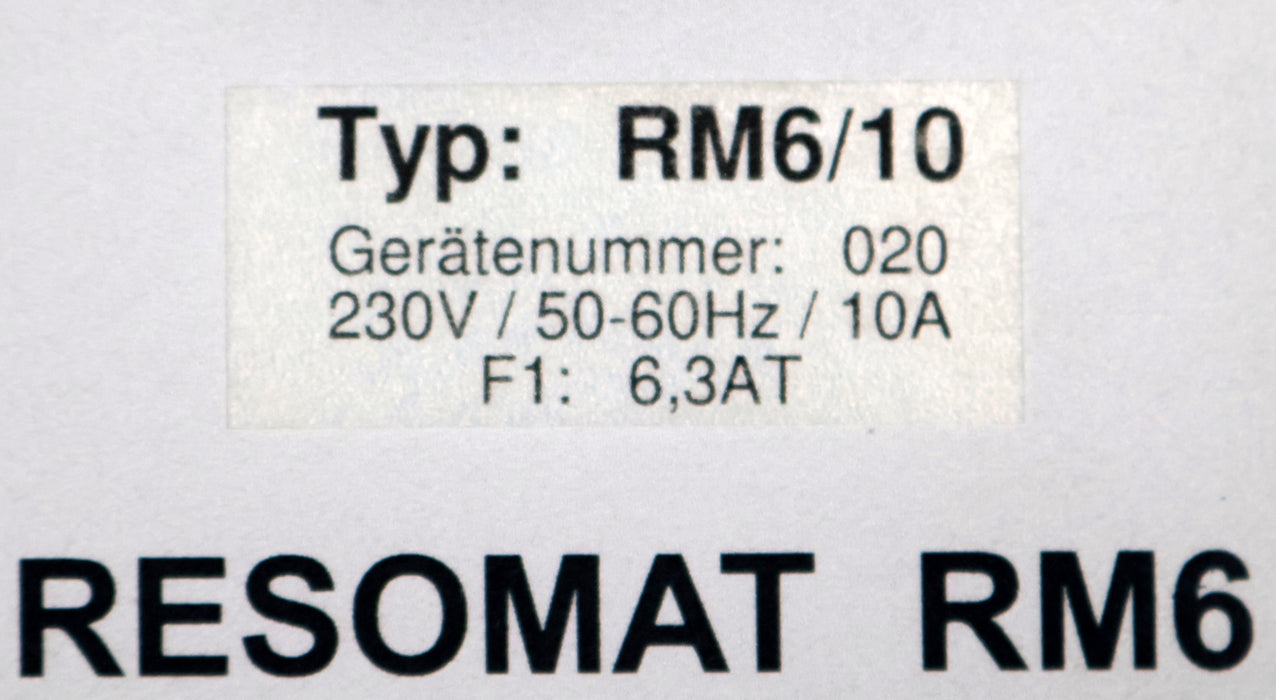 Typ: RM6/10
Gerätenummer: 020
230V / 50-60Hz / 10A
F1: 6,3AT
RESOMAT RM6